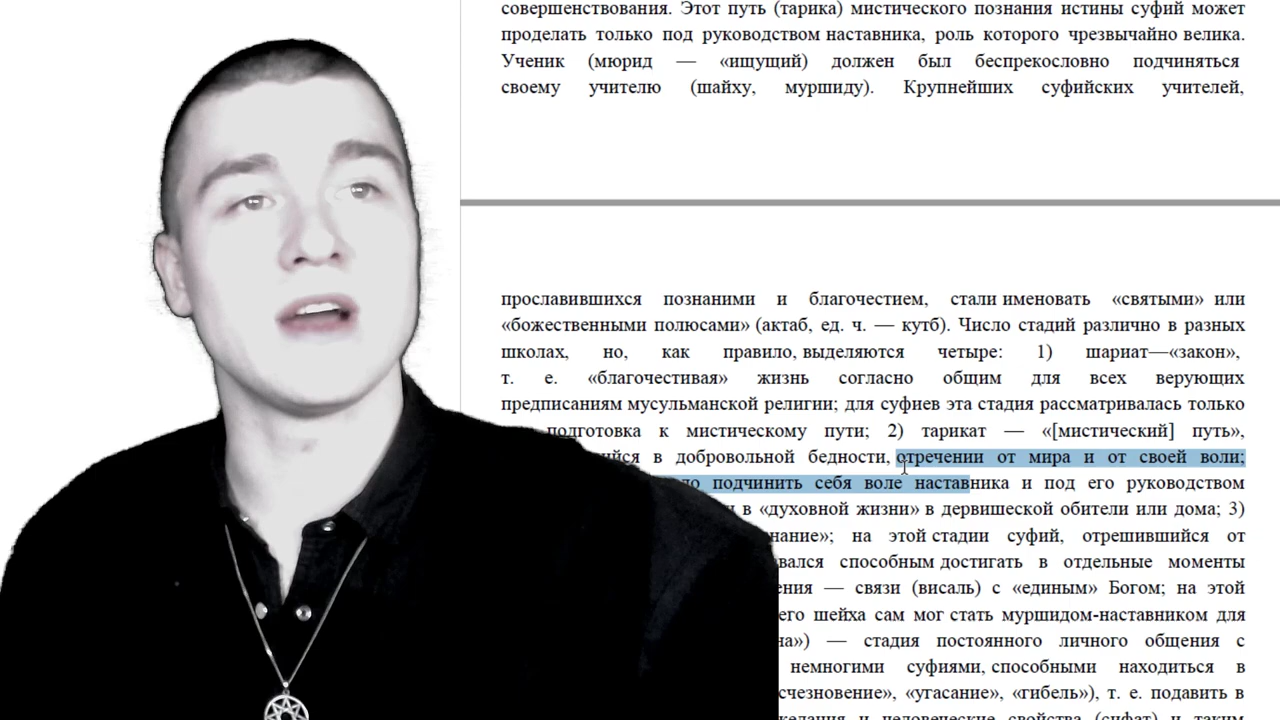 совершенствования. Этот путь (тарика) мистического познания истины суфий может
проделать только под руководством наставника, роль которого чрезвычайно велика.
Ученик (мюрид — «ищущий) должен был беспрекословно подчиняться
своему учителю (шайху, муршиду). Крупнейших суфийских учителей,
прославившихся познаними и благочестием, стали именовать «святыми» или
«божественными полюсами» (актаб, ед. ч. — кутб). Число стадий различно в разных
школах, но, как правило, выделяются четыре: 1) шариат—«закон»,
т. е. «благочестивая» жизнь согласно общим для всех верующих
предписаниям мусульманской религии; для суфиев эта стадия рассматривалась только
подготовка к мистическому пути; 2) тарикат — «[мистический] путь»,
в добровольной бедности, отречении от мира и от своей воли;
подчинить себя воле наставника и под его руководством
в «духовной жизни» в дервишеской обители или дома; 3)
на этой стадии суфий, отрешившийся от
способным достигать в отдельные моменты
— связи (висаль) с «единым» Богом; на этой
его шейха сам мог стать муршидом-наставником для
— стадия постоянного личного общения с
немногими суфиями, способными находиться в
«угасание», «гибель»), т. е. подавить в
и человеческие свойства (сифат) и таким